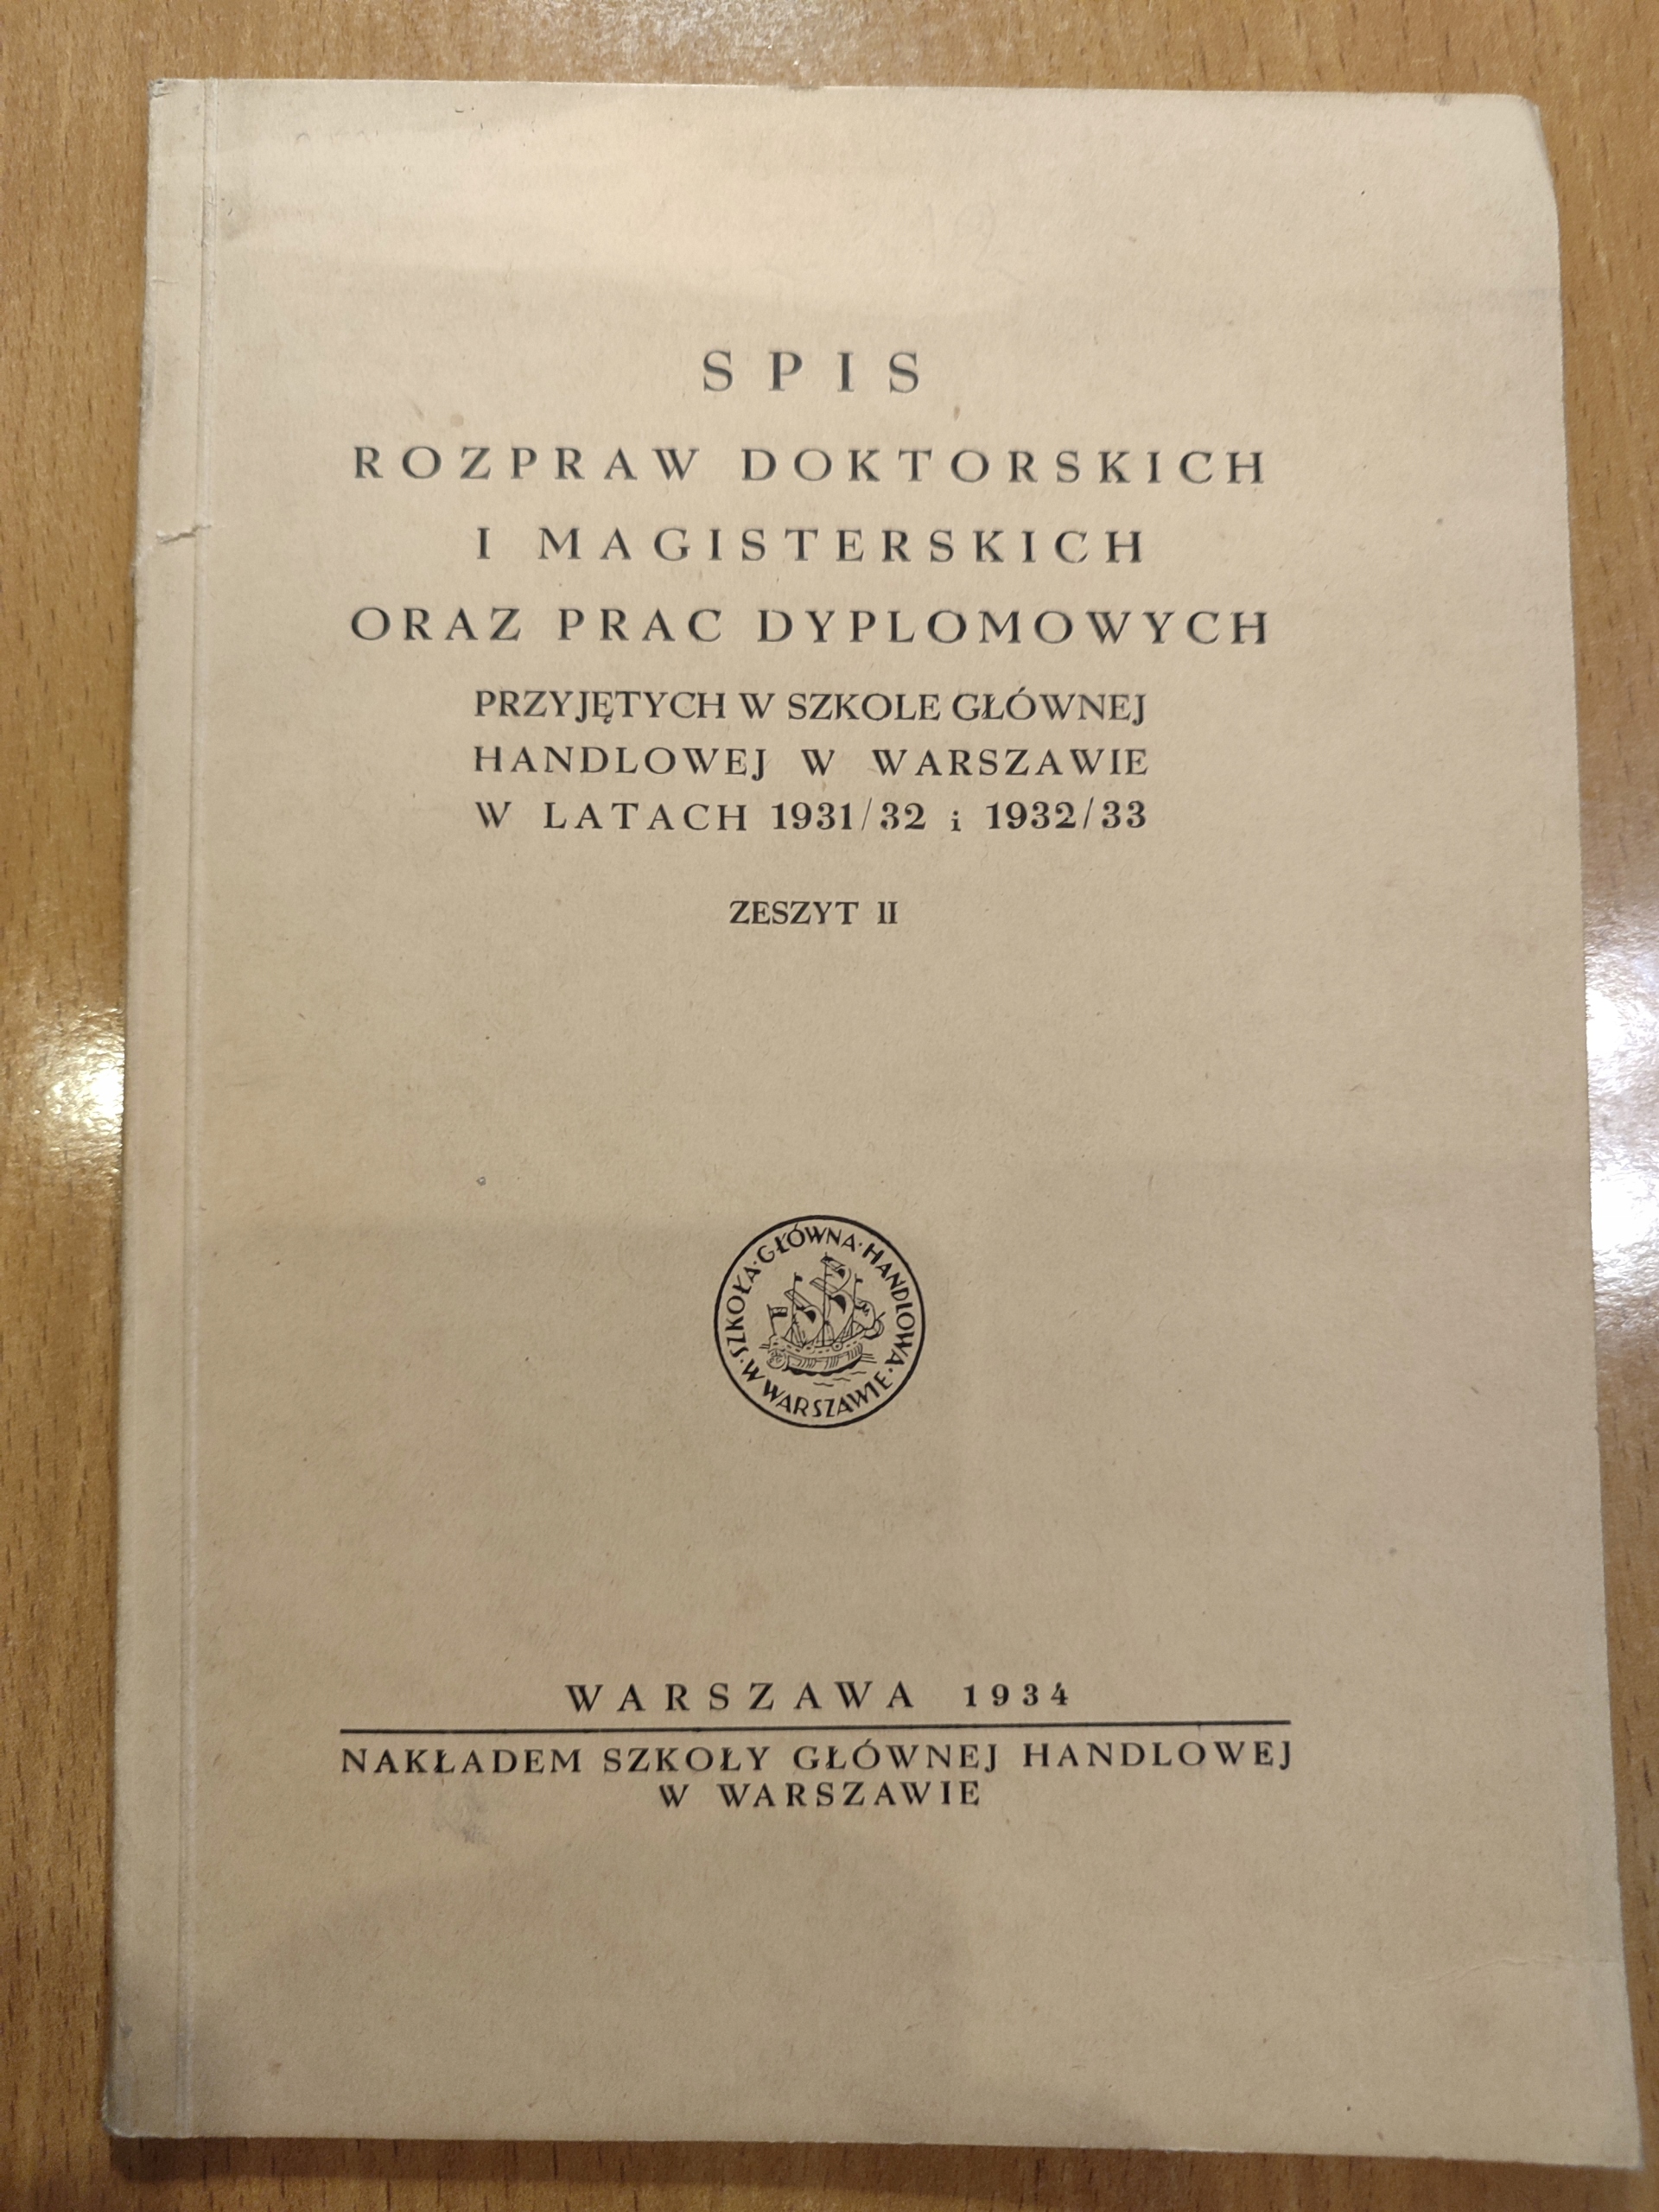 SPIS
ROZPRAW DOKTORSKICH
I MAGISTERSKICH
ORAZ PRAC DYPLOMOWYCH
PRZYJĘTYCH W SZKOLE GŁÓWNEJ
HANDLOWEJ W WARSZAWIE
W LATACH 1931/32 i 1932/33
ZESZYT II
SZKOŁA·GŁÓWNA·HANDLOWA·W WARSZAWIE·
WARSZAWA 1934
NAKŁADEM SZKOŁY GŁÓWNEJ HANDLOWEJ
W WARSZAWIE